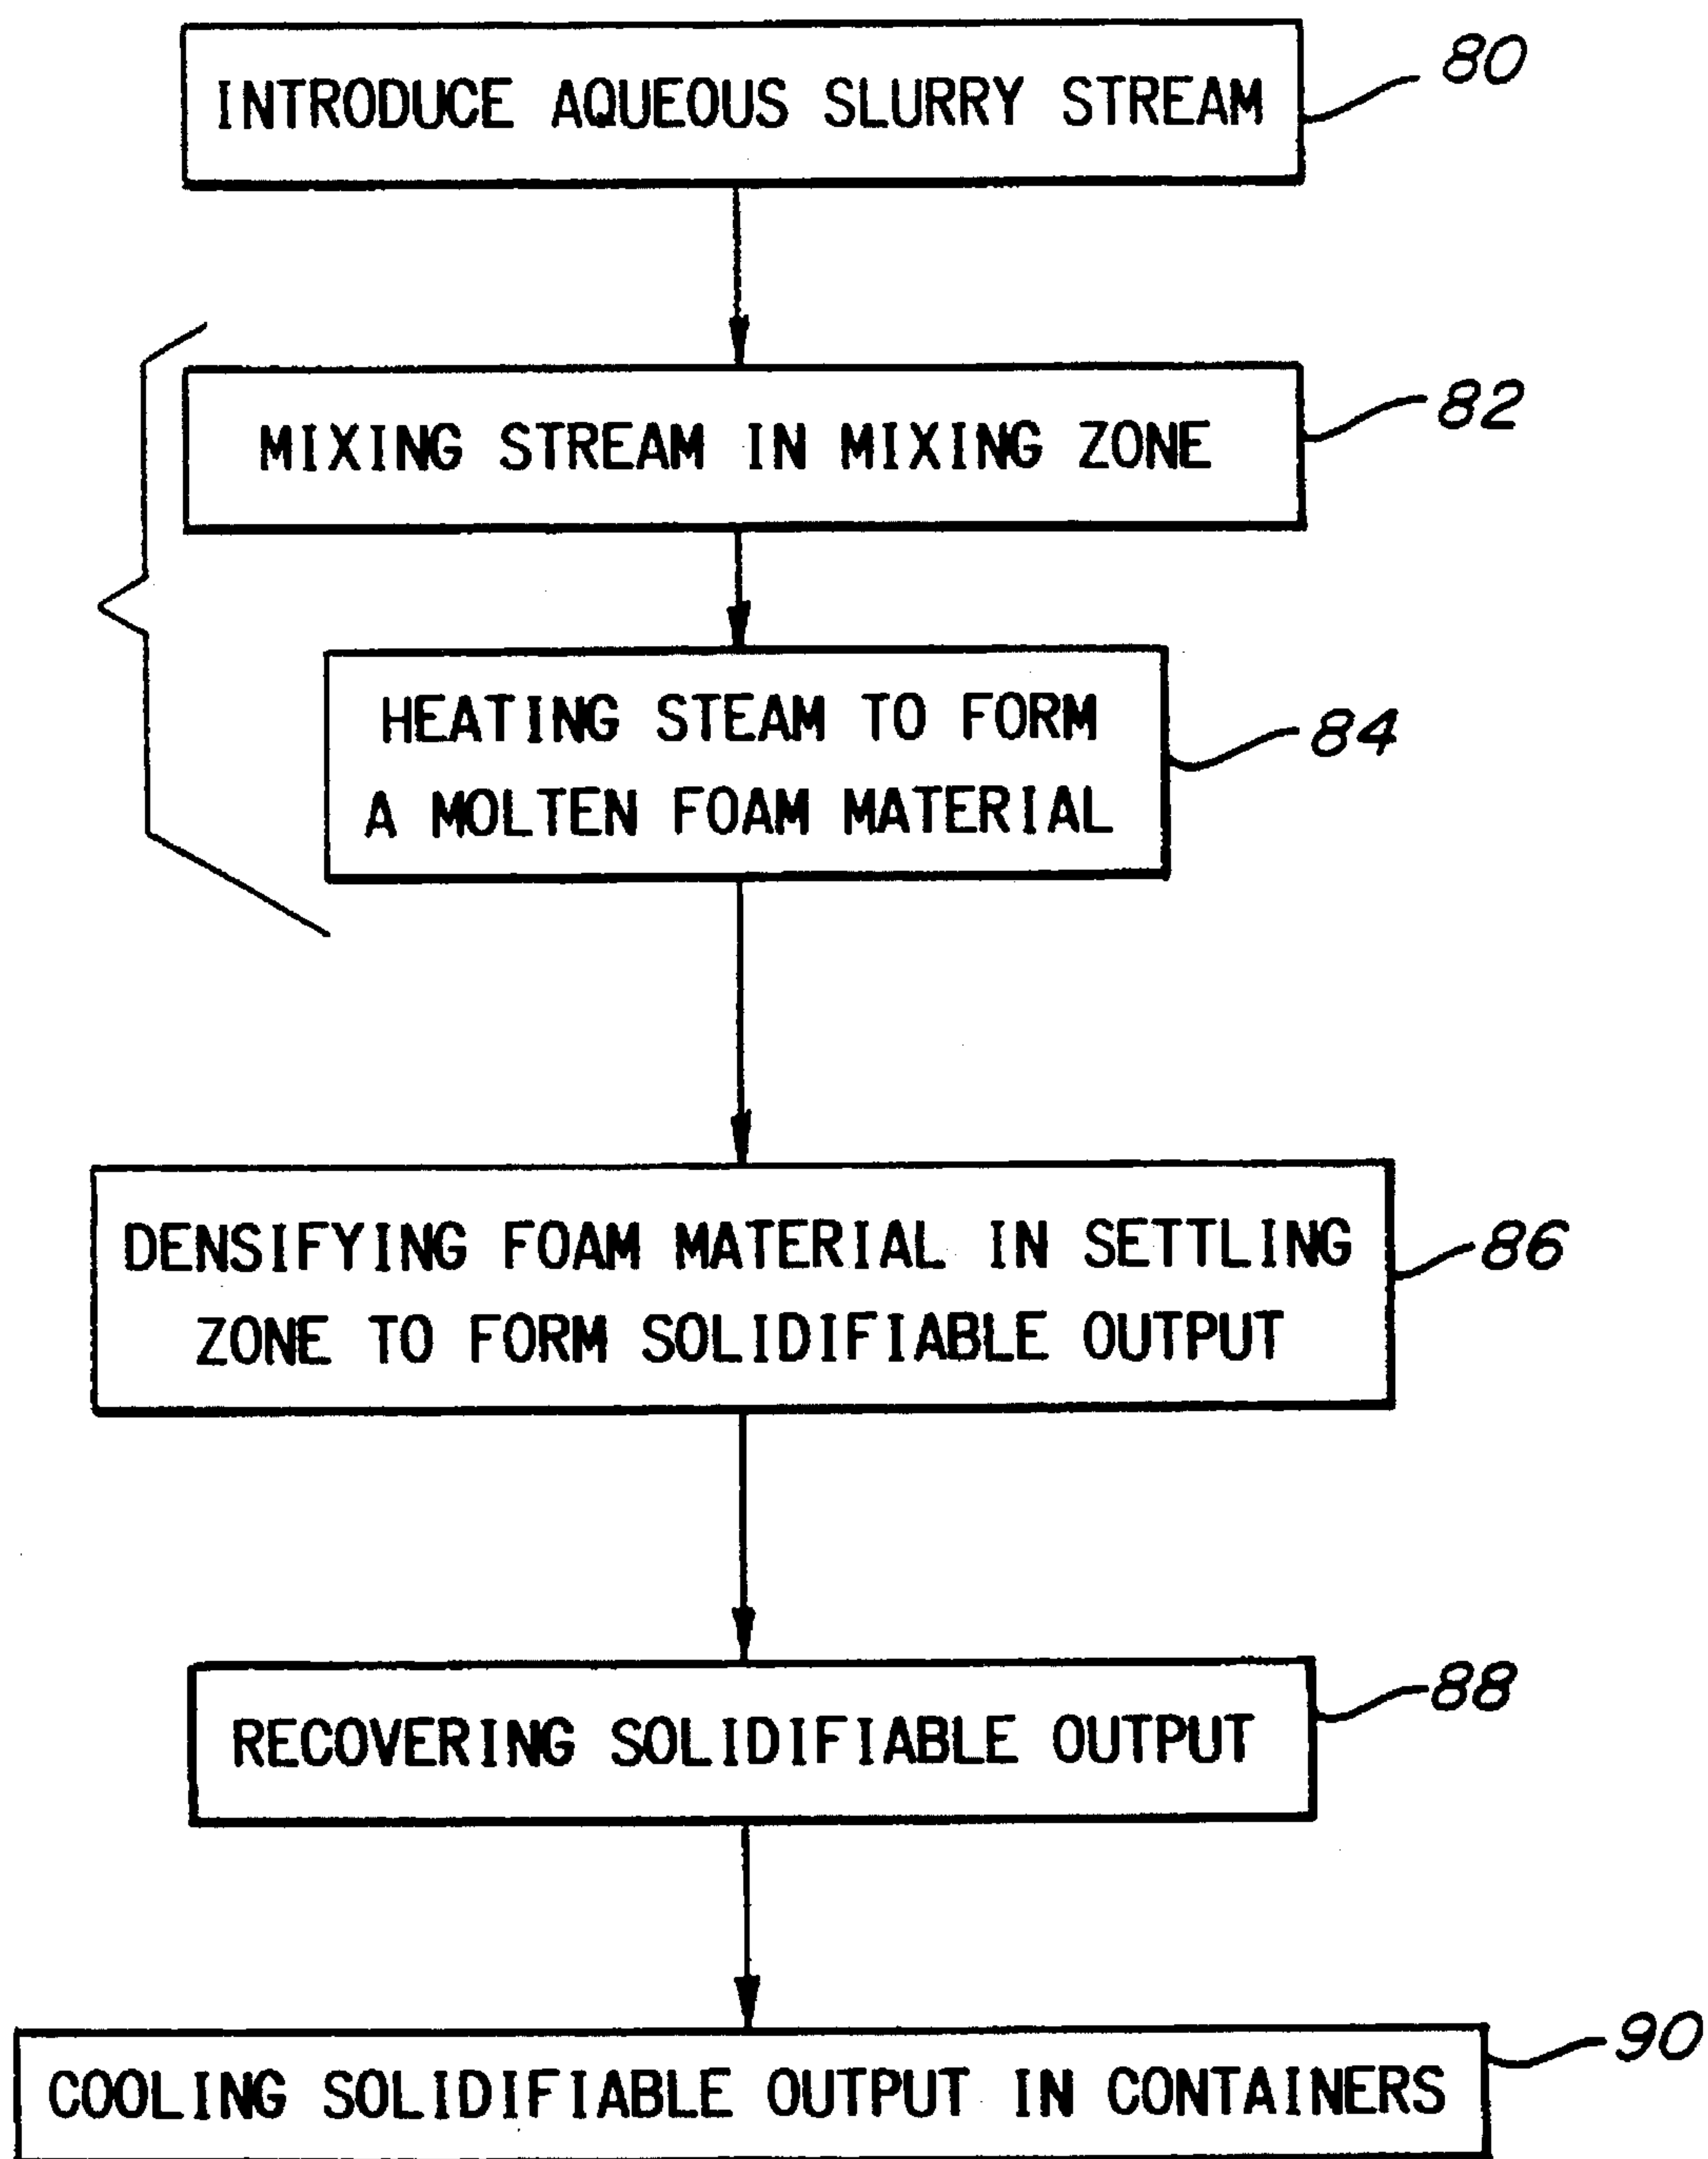 INTRODUCE AQUEOUS SLURRY STREAM
80
MIXING STREAM IN MIXING ZONE
82
HEATING STEAM TO FORM
A MOLTEN FOAM MATERIAL
84
DENSIFYING FOAM MATERIAL IN SETTLING
ZONE TO FORM SOLIDIFIABLE OUTPUT
86
RECOVERING SOLIDIFIABLE OUTPUT
88
COOLING SOLIDIFIABLE OUTPUT IN CONTAINERS
90